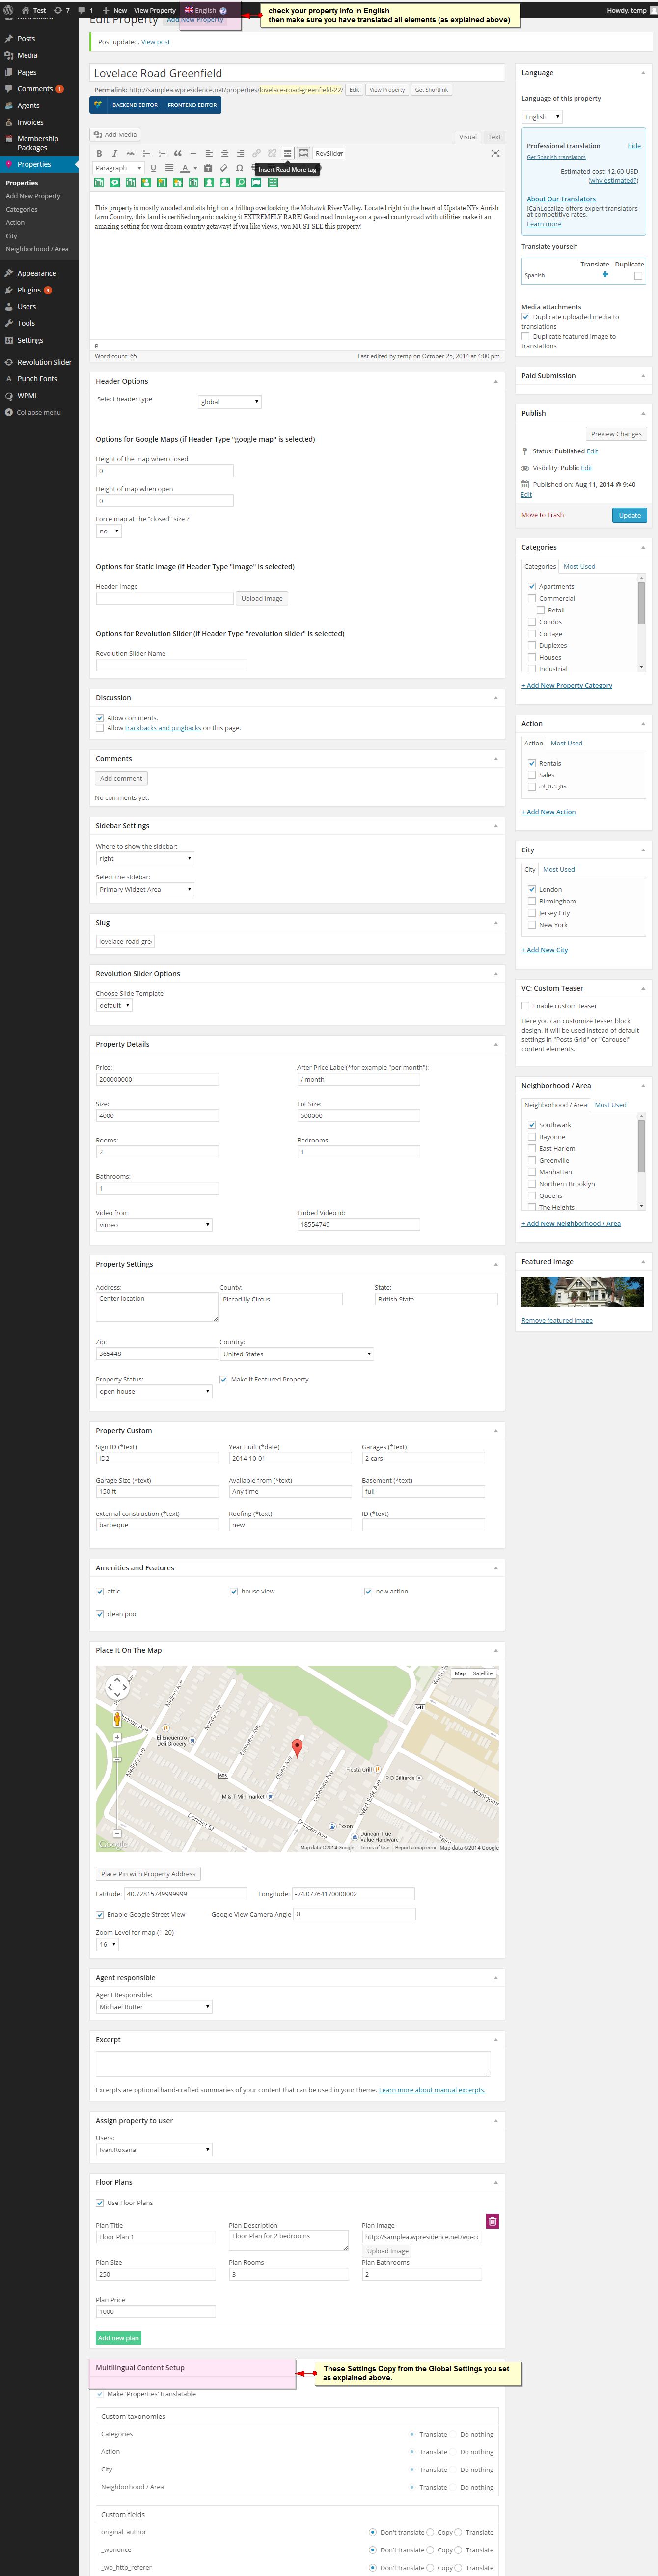 Test 7 1 New View Property English Howdy, temp
check your property info in English
then make sure you have translated all elements (as explained above)
Dashboard
Posts
Media
Pages
Comments 1
Agents
Invoices
Membership
Packages
Properties
Properties
Add New Property
Categories
Action
City
Neighborhood / Area
Appearance
Plugins 4
Users
Tools
Settings
Revolution Slider
Punch Fonts
WPML
Collapse menu
Edit Property Add New Property
Post updated. View post
Lovelace Road Greenfield
Permalink: http://samplea.wpresidence.net/properties/lovelace-road-greenfield-22/ Edit View Property Get Shortlink
BACKEND EDITOR FRONTEND EDITOR
Add Media Visual Text
RevSlider
Paragraph Insert Read More tag
This property is mostly wooded and sits high on a hilltop overlooking the Mohawk River Valley. Located right in the heart of Upstate NYs Amish
farm County, this land is certified organic making it EXTREMELY RARE! Good road frontage on a paved county road with utilities make it an
amazing setting for your dream country getaway! If you like views, you MUST SEE this property!
p
Word count: 65 Last edited by temp on October 25, 2014 at 4:00 pm
Header Options
Select header type global
Options for Google Maps (if Header Type "google map" is selected)
Height of the map when closed
0
Height of map when open
0
Force map at the "closed" size ?
no
Options for Static Image (if Header Type "image" is selected)
Header Image
Upload Image
Options for Revolution Slider (if Header Type "revolution slider" is selected)
Revolution Slider Name
Discussion
Allow comments.
Allow trackbacks and pingbacks on this page.
Comments
Add comment
No comments yet.
Sidebar Settings
Where to show the sidebar:
right
Select the sidebar:
Primary Widget Area
Slug
lovelace-road-gre
Revolution Slider Options
Choose Slide Template
default
Property Details
Price: After Price Label(*for example "per month"):
200000000 / month
Size: Lot Size:
4000 500000
Rooms: Bedrooms:
2 1
Bathrooms:
1
Video from Embed Video id:
vimeo 18554749
Property Settings
Address: County: State:
Center location Piccadilly Circus British State
Zip: Country:
365448 United States
Property Status: Make it Featured Property
open house
Property Custom
Sign ID (*text) Year Built (*date) Garages (*text)
ID2 2014-10-01 2 cars
Garage Size (*text) Available from (*text) Basement (*text)
150 ft Any time full
external construction (*text) Roofing (*text) ID (*text)
barbeque new
Amenities and Features
attic house view new action
clean pool
Place It On The Map
Map Satellite
Mallory Ave
El Encuentro
Deli Grocery
M & T Minimarket
Fiesta Grill
P D Billiards
Exxon
Duncan True
Value Hardware
Conduct St
West Side Ave
Google Map data ©2014 Google Terms of Use Report a map error Map data ©2014 Google
Place Pin with Property Address
Latitude: 40.72815749999999 Longitude: -74.07764170000002
Enable Google Street View Google View Camera Angle 0
Zoom Level for map (1-20)
16
Agent responsible
Agent Responsible:
Michael Rutter
Excerpt
Excerpts are optional hand-crafted summaries of your content that can be used in your theme. Learn more about manual excerpts.
Assign property to user
Users:
Ivan.Roxana
Floor Plans
Use Floor Plans
Plan Title Plan Description Plan Image
Floor Plan 1 Floor Plan for 2 bedrooms http://samplea.wpresidence.net/wp-cc
Upload Image
Plan Size Plan Rooms Plan Bathrooms
250 3 2
Plan Price
1000
Add new plan
Multilingual Content Setup
These Settings Copy from the Global Settings you set
as explained above.
Make 'Properties' translatable
Custom taxonomies
Categories Translate Do nothing
Action Translate Do nothing
City Translate Do nothing
Neighborhood / Area Translate Do nothing
Custom fields
original_author Don't translate Copy Translate
_wpnonce Don't translate Copy Translate
_wp_http_referer Don't translate Copy Translate
Language
Language of this property
English
Professional translation hide
Get Spanish translators
Estimated cost: 12.60 USD
(why estimated?)
About Our Translators
ICanLocalize offers expert translators
at competitive rates.
Learn more
Translate yourself
Translate Duplicate
Spanish
Media attachments
Duplicate uploaded media to
translations
Duplicate featured image to
translations
Paid Submission
Publish
Preview Changes
Status: Published Edit
Visibility: Public Edit
Published on: Aug 11, 2014 @ 9:40
Edit
Move to Trash Update
Categories
Categories Most Used
Apartments
Commercial
Retail
Condos
Cottage
Duplexes
Houses
Industrial
+ Add New Property Category
Action
Action Most Used
Rentals
Sales
+ Add New Action
City
City Most Used
London
Birmingham
Jersey City
New York
+ Add New City
VC: Custom Teaser
Enable custom teaser
Here you can customize teaser block
design. It will be used instead of default
settings in "Posts Grid" or "Carousel"
content elements.
Neighborhood / Area
Neighborhood / Area Most Used
Southwark
Bayonne
East Harlem
Greenville
Manhattan
Northern Brooklyn
Queens
The Heights
+ Add New Neighborhood / Area
Featured Image
Remove featured image